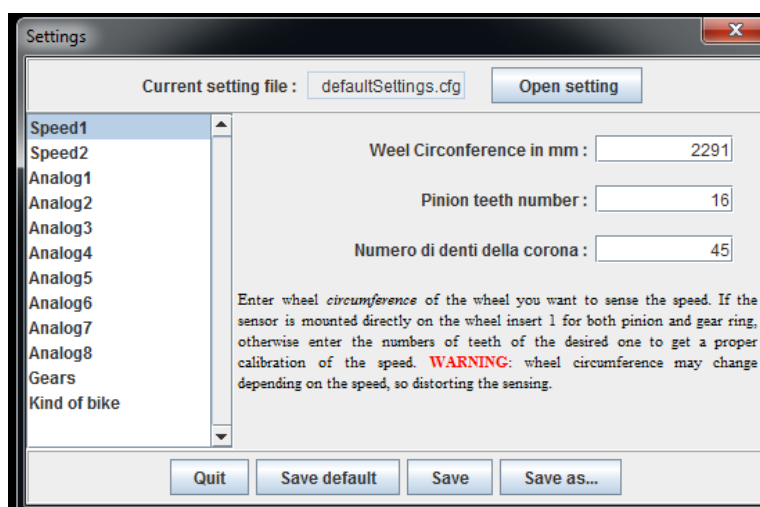 Settings
Current setting file : defaultSettings.cfg Open setting
Speed1
Speed2
Analog1
Analog2
Analog3
Analog4
Analog5
Analog6
Analog7
Analog8
Gears
Kind of bike
Weel Circonference in mm : 2291
Pinion teeth number : 16
Numero di denti della corona : 45
Enter wheel circumference of the wheel you want to sense the speed. If the
sensor is mounted directly on the wheel insert 1 for both pinion and gear ring,
otherwise enter the numbers of teeth of the desired one to get a proper
calibration of the speed. WARNING: wheel circumference may change
depending on the speed, so distorting the sensing.
Quit Save default Save Save as...